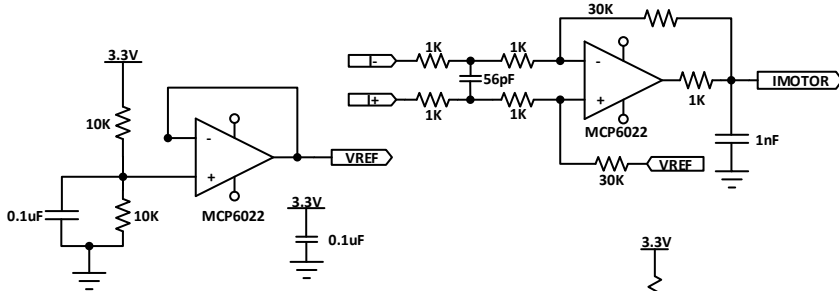 30K
3.3V
1K
1K
I-
-
56pF
IMOTOR
10K
I+
+
1K
1K
1K
MCP6022
-
1nF
VREF
30K
VREF
+
3.3V
0.1uF
10K
MCP6022
0.1uF
3.3V